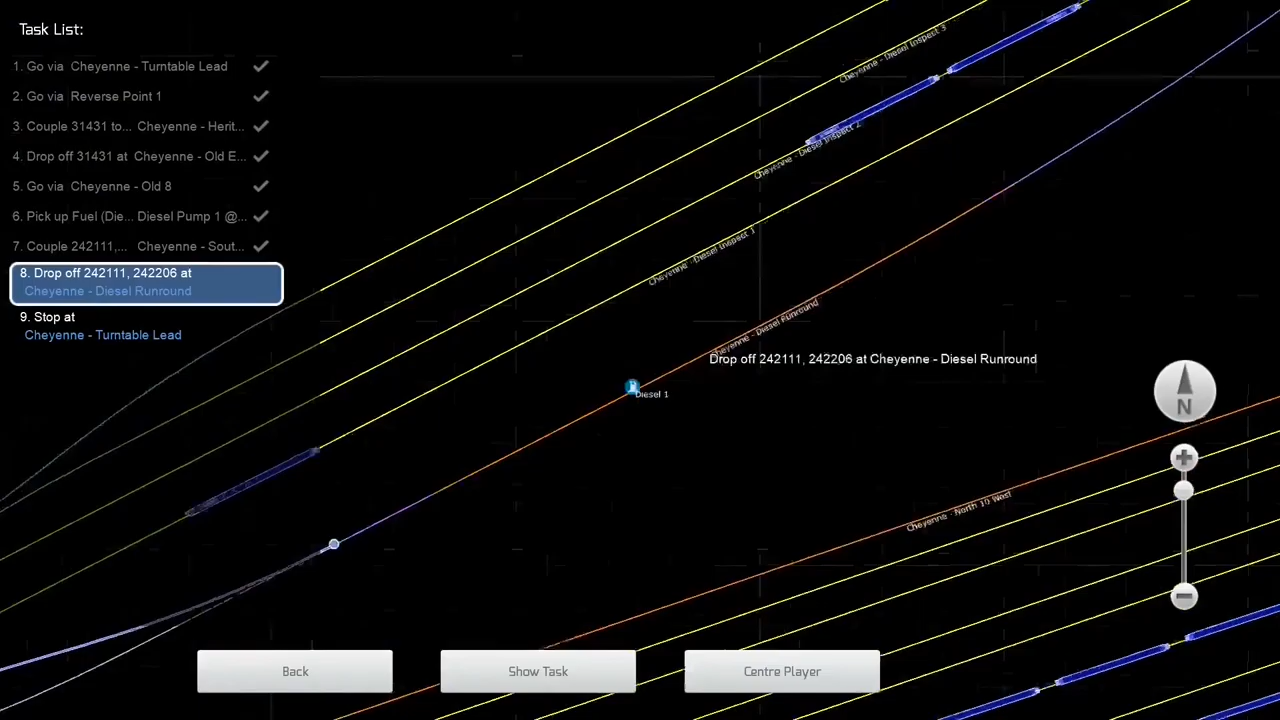 Task List:
1. Go via  Cheyenne - Turntable Lead
2. Go via  Reverse Point 1
3. Couple 31431 to...  Cheyenne - Herit...
4. Drop off 31431 at  Cheyenne - Old E...
5. Go via  Cheyenne - Old 8
6. Pick up Fuel (Die...  Diesel Pump 1 @...
7. Couple 242111,...  Cheyenne - Sout...
8. Drop off 242111, 242206 at
Cheyenne - Diesel Runround
9. Stop at
Cheyenne - Turntable Lead
Cheyenne - Diesel Inspect 3
Cheyenne - Diesel Inspect 2
Cheyenne - Diesel Inspect 1
Cheyenne - Diesel Runround
Drop off 242111, 242206 at Cheyenne - Diesel Runround
Diesel 1
N
Cheyenne - North 10 West
Back
Show Task
Centre Player